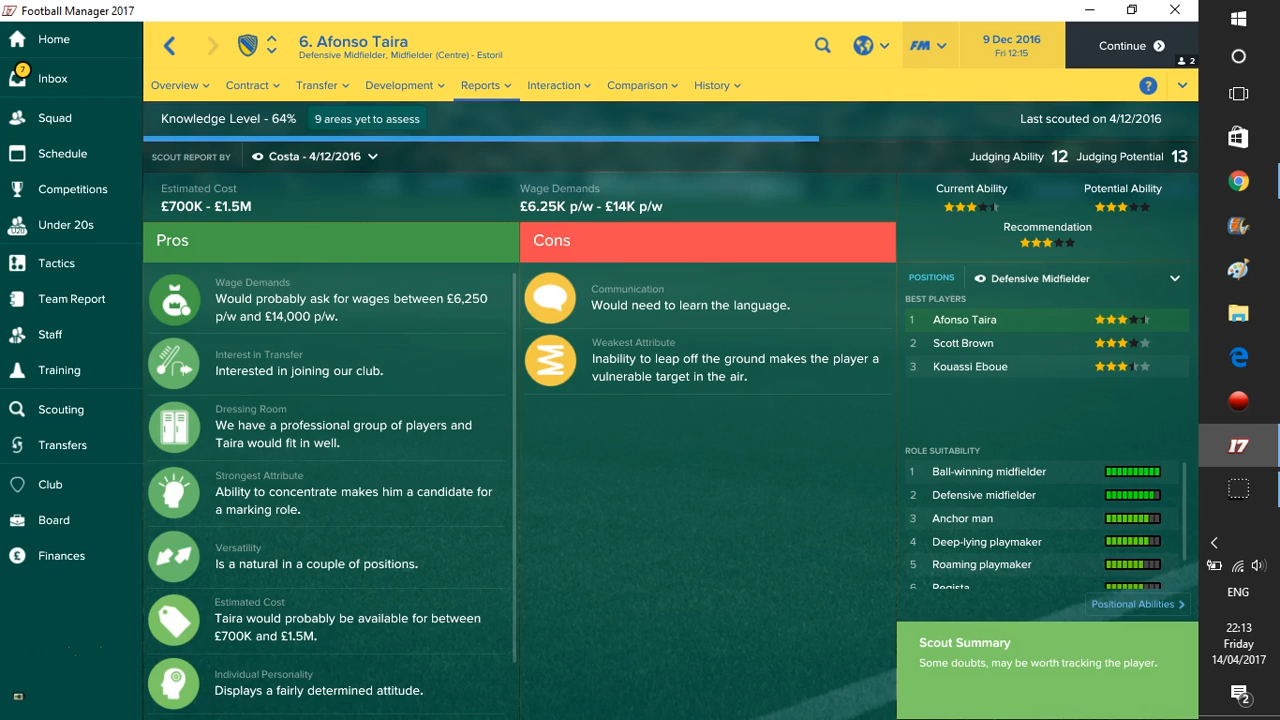 17 Football Manager 2017
Home
7
Inbox
Squad
Schedule
Competitions
U20
Under 20s
Tactics
Team Report
Staff
Training
Scouting
Transfers
Club
Board
Finances
6. Afonso Taira
Defensive Midfielder, Midfielder (Centre) - Estoril
FM
9 Dec 2016
Fri 12:15
Continue
2
Overview
Contract
Transfer
Development
Reports
Interaction
Comparison
History
?
Knowledge Level - 64%
9 areas yet to assess
Last scouted on 4/12/2016
SCOUT REPORT BY
Costa - 4/12/2016
Judging Ability 12 Judging Potential 13
Estimated Cost
£700K - £1.5M
Wage Demands
£6.25K p/w - £14K p/w
Pros
Wage Demands
Would probably ask for wages between £6,250
p/w and £14,000 p/w.
Interest in Transfer
Interested in joining our club.
Dressing Room
We have a professional group of players and
Taira would fit in well.
Strongest Attribute
Ability to concentrate makes him a candidate for
a marking role.
Versatility
Is a natural in a couple of positions.
Estimated Cost
Taira would probably be available for between
£700K and £1.5M.
Individual Personality
Displays a fairly determined attitude.
Cons
Communication
Would need to learn the language.
Weakest Attribute
Inability to leap off the ground makes the player a
vulnerable target in the air.
Current Ability
Potential Ability
Recommendation
POSITIONS
Defensive Midfielder
BEST PLAYERS
1 Afonso Taira
2 Scott Brown
3 Kouassi Eboue
ROLE SUITABILITY
1 Ball-winning midfielder
2 Defensive midfielder
3 Anchor man
4 Deep-lying playmaker
5 Roaming playmaker
6 Regista
Positional Abilities
Scout Summary
Some doubts, may be worth tracking the player.
17
ENG
22:13
Friday
14/04/2017
2